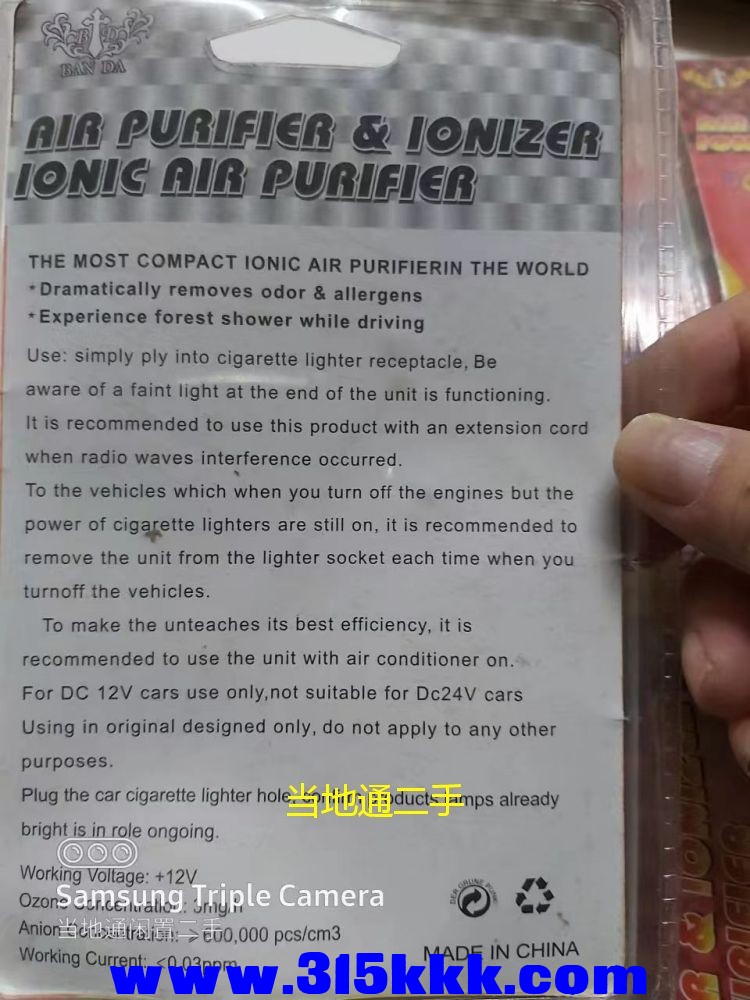 BAN DA
AIR PURIFIER & IONIZER
IONIC AIR PURIFIER
THE MOST COMPACT IONIC AIR PURIFIERIN THE WORLD
*Dramatically removes odor & allergens
*Experience forest shower while driving
Use: simply ply into cigarette lighter receptacle, Be
aware of a faint light at the end of the unit is functioning.
It is recommended to use this product with an extension cord
when radio waves interference occurred.
To the vehicles which when you turn off the engines but the
power of cigarette lighters are still on, it is recommended to
remove the unit from the lighter socket each time when you
turnoff the vehicles.
To make the unteaches its best efficiency, it is
recommended to use the unit with air conditioner on.
For DC 12V cars use only,not suitable for Dc24V cars
Using in original designed only, do not apply to any other
purposes.
Plug the car cigarette lighter hole, already
当地通二手
bright is in role ongoing.
Working Voltage: +12V
Samsung Triple Camera
当地通闲置二手
DER GRÜNE PUNKT
pcs/cm3
Working Current: <0.03ppm
MADE IN CHINA
www.315kkk.com